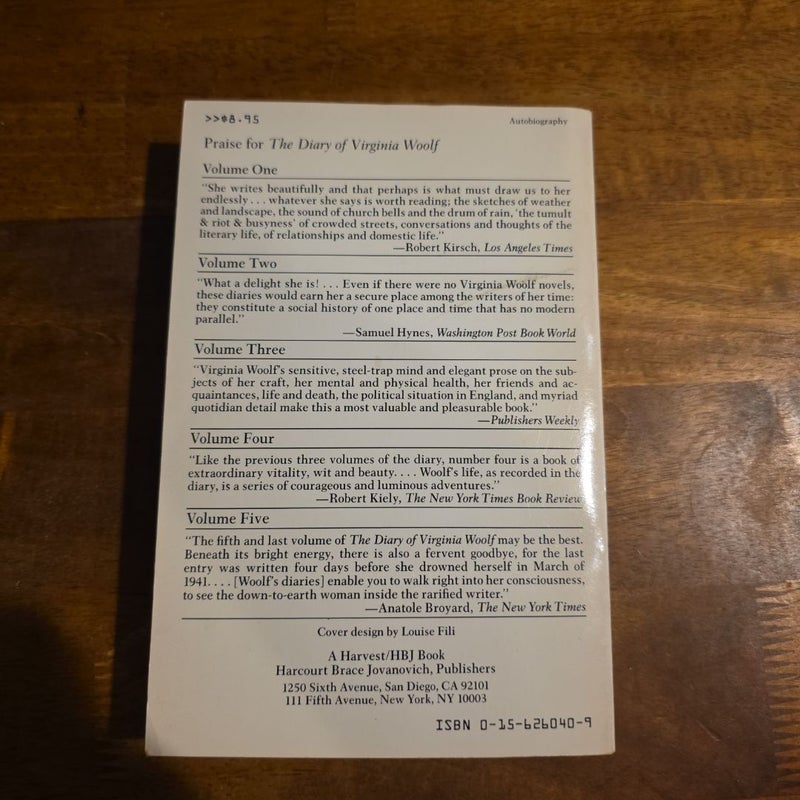 >>$8.95
Autobiography
Praise for The Diary of Virginia Woolf
Volume One
"She writes beautifully and that perhaps is what must draw us to her
endlessly . . . whatever she says is worth reading; the sketches of weather
and landscape, the sound of church bells and the drum of rain, 'the tumult
& riot & busyness' of crowded streets, conversations and thoughts of the
literary life, of relationships and domestic life."
—Robert Kirsch, Los Angeles Times
Volume Two
"What a delight she is! . . . Even if there were no Virginia Woolf novels,
these diaries would earn her a secure place among the writers of her time:
they constitute a social history of one place and time that has no modern
parallel."
—Samuel Hynes, Washington Post Book World
Volume Three
"Virginia Woolf's sensitive, steel-trap mind and elegant prose on the sub-
jects of her craft, her mental and physical health, her friends and ac-
quaintances, life and death, the political situation in England, and myriad
quotidian detail make this a most valuable and pleasurable book."
—Publishers Weekly
Volume Four
"Like the previous three volumes of the diary, number four is a book of
extraordinary vitality, wit and beauty. . . . Woolf's life, as recorded in the
diary, is a series of courageous and luminous adventures."
—Robert Kiely, The New York Times Book Review
Volume Five
"The fifth and last volume of The Diary of Virginia Woolf may be the best.
Beneath its bright energy, there is also a fervent goodbye, for the last
entry was written four days before she drowned herself in March of
1941. . . . [Woolf's diaries] enable you to walk right into her consciousness,
to see the down-to-earth woman inside the rarified writer."
—Anatole Broyard, The New York Times
Cover design by Louise Fili
A Harvest/HBJ Book
Harcourt Brace Jovanovich, Publishers
1250 Sixth Avenue, San Diego, CA 92101
111 Fifth Avenue, New York, NY 10003
ISBN 0-15-626040-9